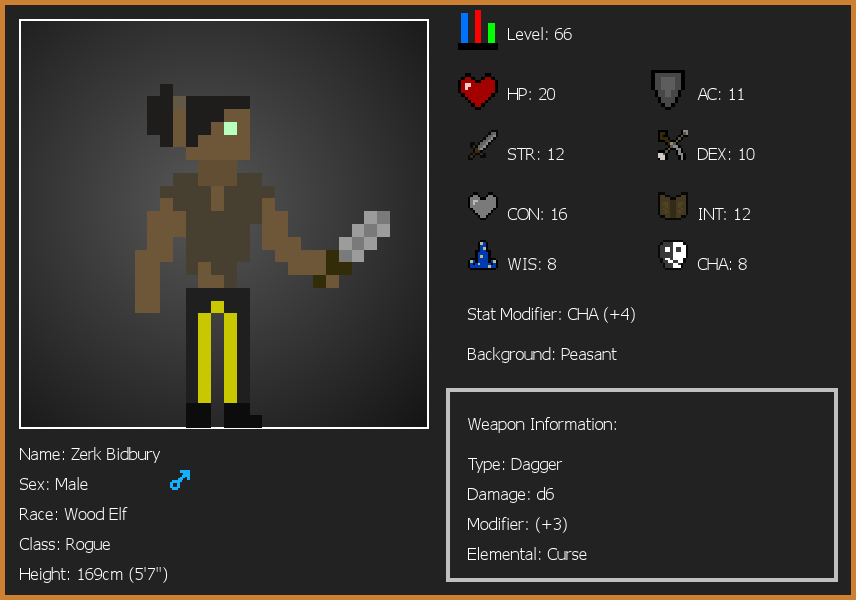 Level: 66
HP: 20
AC: 11
STR: 12
DEX: 10
CON: 16
INT: 12
WIS: 8
CHA: 8
Stat Modifier: CHA (+4)
Background: Peasant
Weapon Information:
Type: Dagger
Damage: d6
Modifier: (+3)
Elemental: Curse
Name: Zerk Bidbury
Sex: Male
Race: Wood Elf
Class: Rogue
Height: 169cm (5'7")